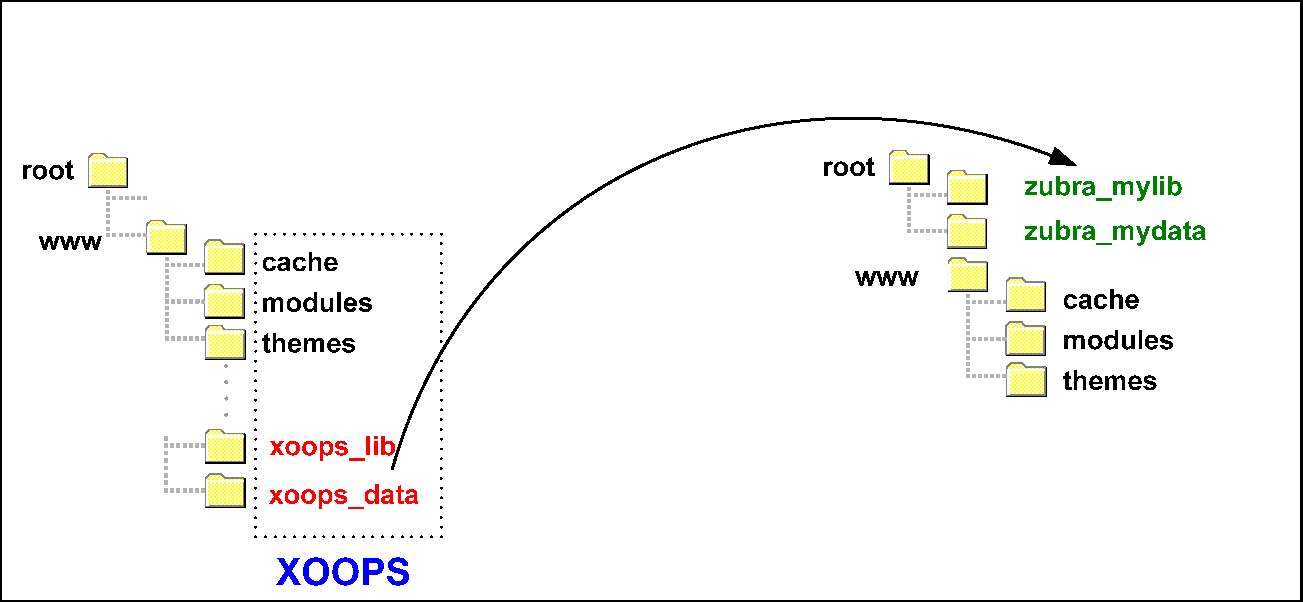 root
www
cache
modules
themes
xoops_lib
xoops_data
XOOPS
root
zubra_mylib
zubra_mydata
www
cache
modules
themes